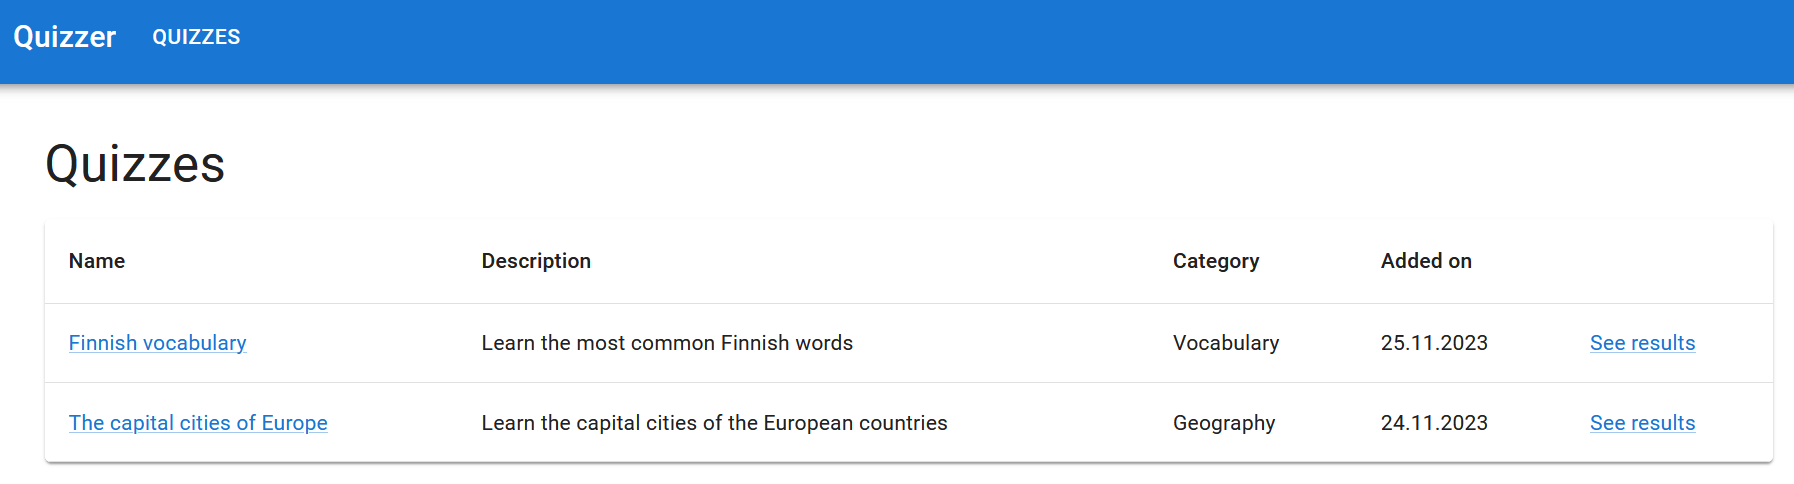 Quizzer QUIZZES
Quizzes
Name Description Category Added on
Finnish vocabulary Learn the most common Finnish words Vocabulary 25.11.2023 See results
The capital cities of Europe Learn the capital cities of the European countries Geography 24.11.2023 See results